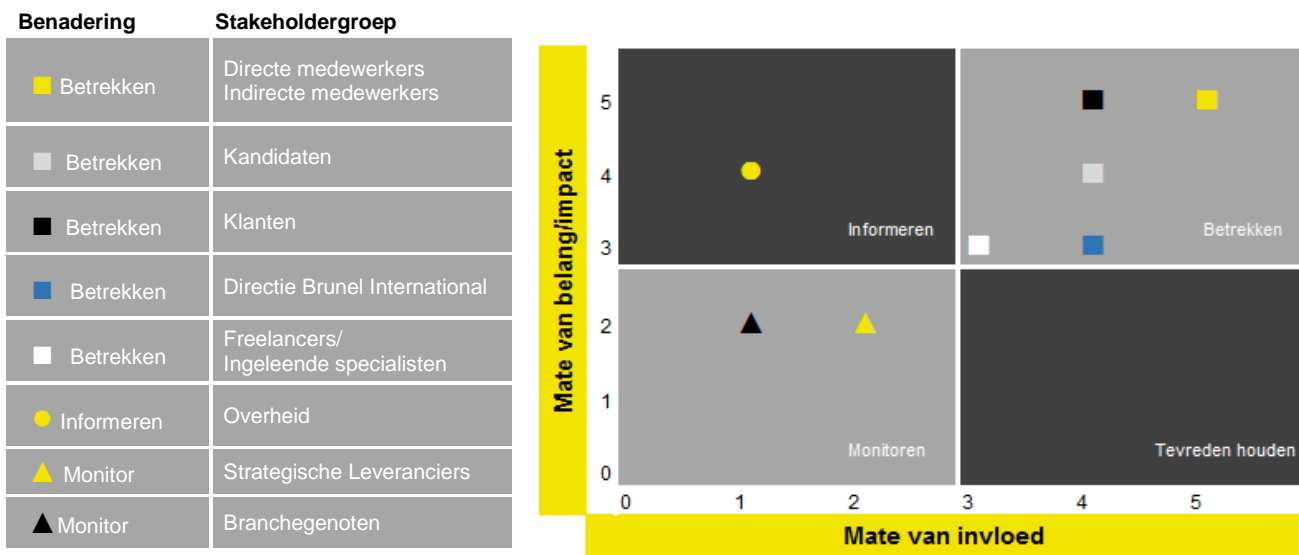 Benadering Stakeholdergroep
Betrekken
Directe medewerkers
Indirecte medewerkers
Betrekken Kandidaten
Betrekken Klanten
Betrekken Directie Brunel International
Betrekken
Freelancers/
Ingeleende specialisten
Informeren Overheid
Monitor Strategische Leveranciers
Monitor Branchegenoten
Mate van belang/impact
5
4
3
2
1
0
Informeren
Betrekken
Monitoren
Tevreden houden
0 1 2 3 4 5
Mate van invloed